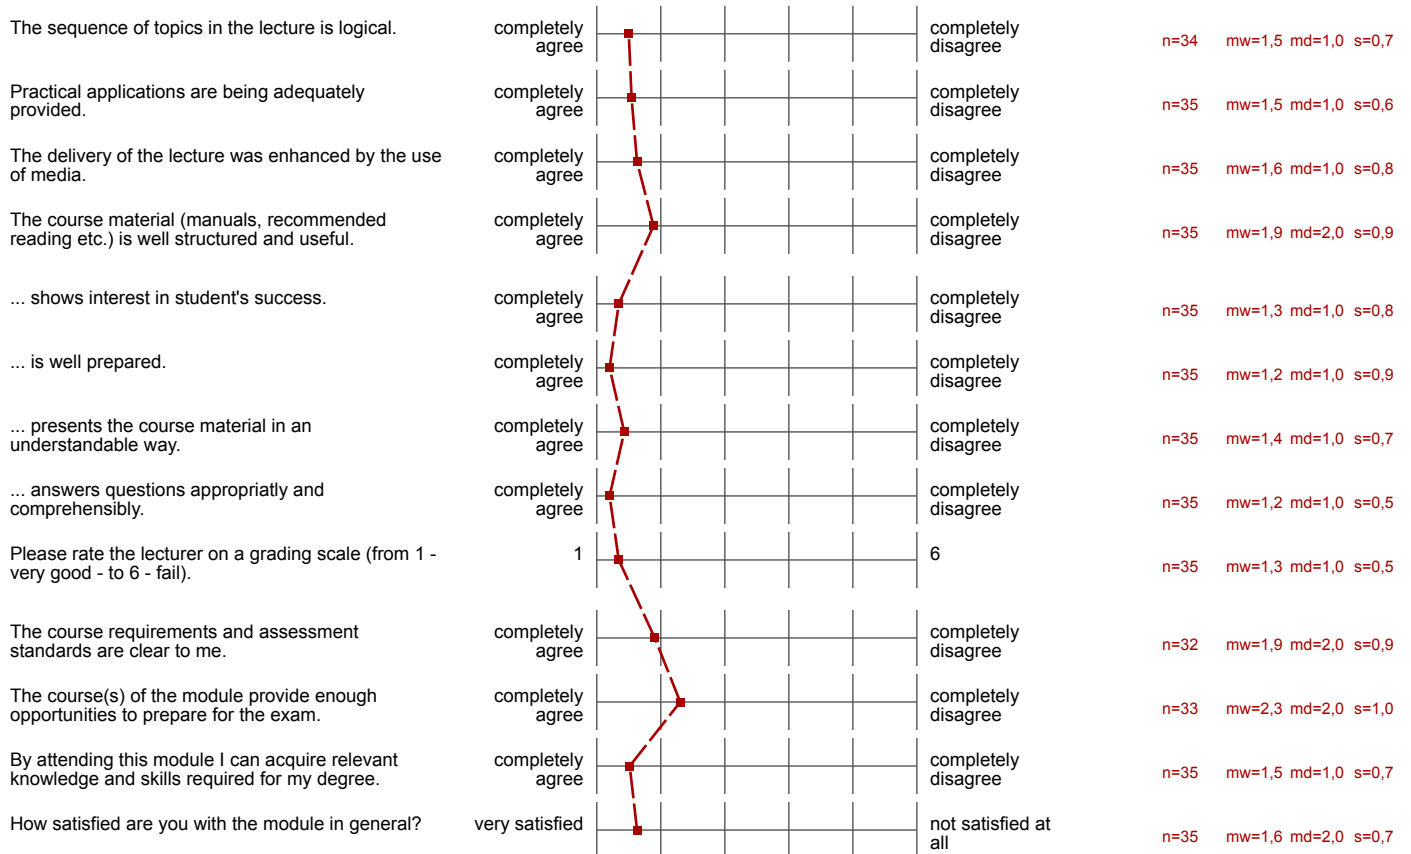 The sequence of topics in the lecture is logical.
completely
agree
completely
disagree
n=34 mw=1,5 md=1,0 s=0,7
Practical applications are being adequately
provided.
completely
agree
completely
disagree
n=35 mw=1,5 md=1,0 s=0,6
The delivery of the lecture was enhanced by the use
of media.
completely
agree
completely
disagree
n=35 mw=1,6 md=1,0 s=0,8
The course material (manuals, recommended
reading etc.) is well structured and useful.
completely
agree
completely
disagree
n=35 mw=1,9 md=2,0 s=0,9
... shows interest in student's success.
completely
agree
completely
disagree
n=35 mw=1,3 md=1,0 s=0,8
... is well prepared.
completely
agree
completely
disagree
n=35 mw=1,2 md=1,0 s=0,9
... presents the course material in an
understandable way.
completely
agree
completely
disagree
n=35 mw=1,4 md=1,0 s=0,7
... answers questions appropriatly and
comprehensibly.
completely
agree
completely
disagree
n=35 mw=1,2 md=1,0 s=0,5
Please rate the lecturer on a grading scale (from 1 -
very good - to 6 - fail).
1
6
n=35 mw=1,3 md=1,0 s=0,5
The course requirements and assessment
standards are clear to me.
completely
agree
completely
disagree
n=32 mw=1,9 md=2,0 s=0,9
The course(s) of the module provide enough
opportunities to prepare for the exam.
completely
agree
completely
disagree
n=33 mw=2,3 md=2,0 s=1,0
By attending this module I can acquire relevant
knowledge and skills required for my degree.
completely
agree
completely
disagree
n=35 mw=1,5 md=1,0 s=0,7
How satisfied are you with the module in general?
very satisfied
not satisfied at
all
n=35 mw=1,6 md=2,0 s=0,7